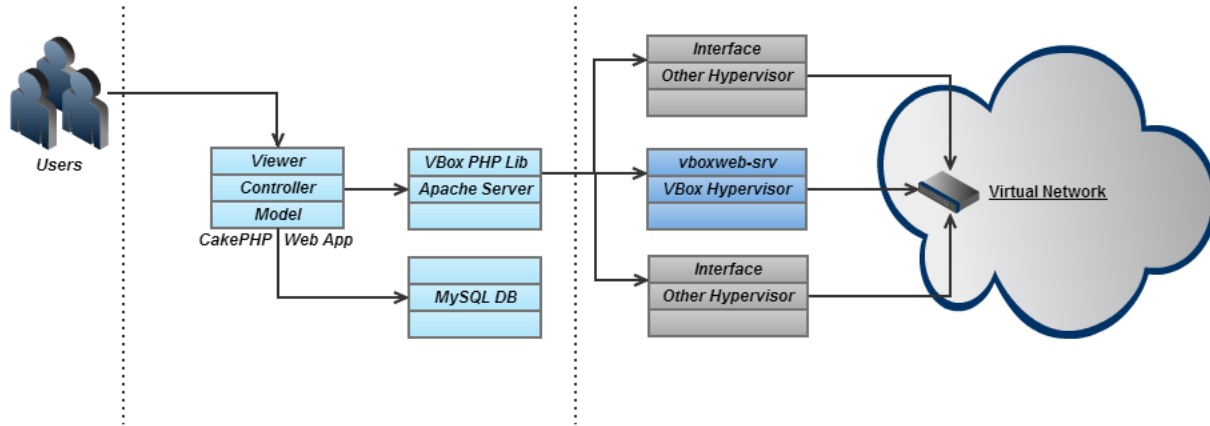 Users
Viewer
Controller
Model
CakePHP Web App
VBox PHP Lib
Apache Server
MySQL DB
Interface
Other Hypervisor
vboxweb-srv
VBox Hypervisor
Interface
Other Hypervisor
Virtual Network